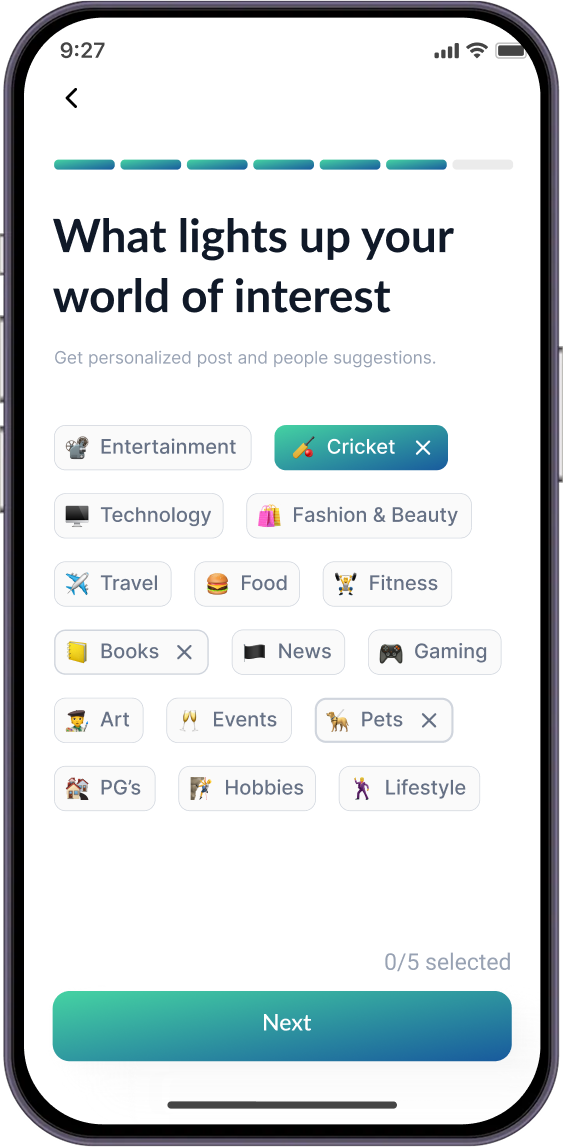 9:27
What lights up your
world of interest
Get personalized post and people suggestions.
Entertainment Cricket
Technology Fashion & Beauty
Travel Food Fitness
Books News Gaming
Art Events Pets
PG’s Hobbies Lifestyle
0/5 selected
Next